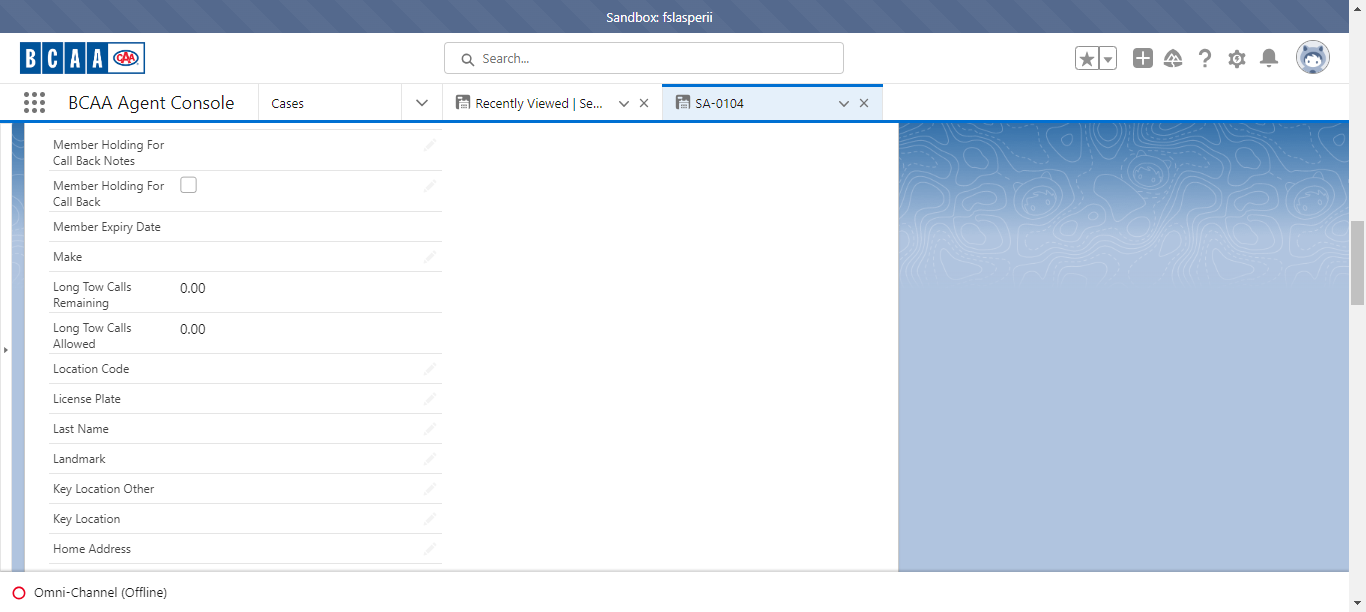 Sandbox: fslasperii
BCAA CAA
Search...
BCAA Agent Console
Cases
Recently Viewed | Se...
SA-0104
Member Holding For
Call Back Notes
Member Holding For
Call Back
Member Expiry Date
Make
Long Tow Calls
Remaining
0.00
Long Tow Calls
Allowed
0.00
Location Code
License Plate
Last Name
Landmark
Key Location Other
Key Location
Home Address
Omni-Channel (Offline)